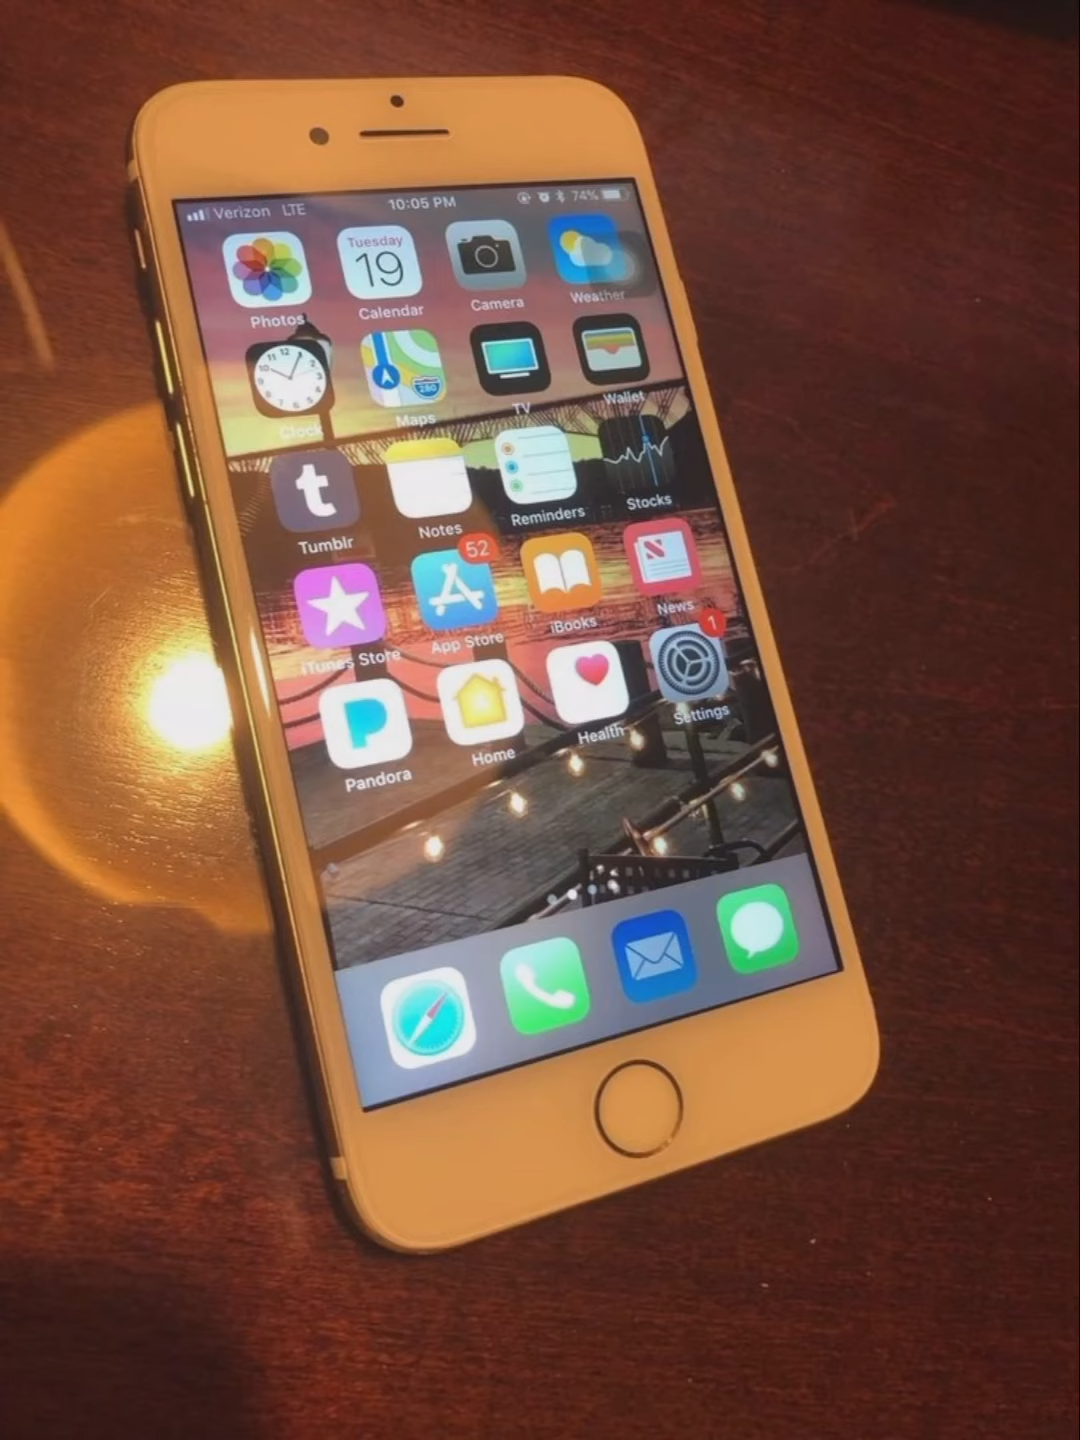 Verizon LTE 10:05 PM 74%
Tuesday
19
Photos Calendar Camera Weather
280
Clock Maps TV Wallet
t
Tumblr Notes Reminders Stocks
52
iTunes Store App Store iBooks News
1
P
Pandora Home Health Settings